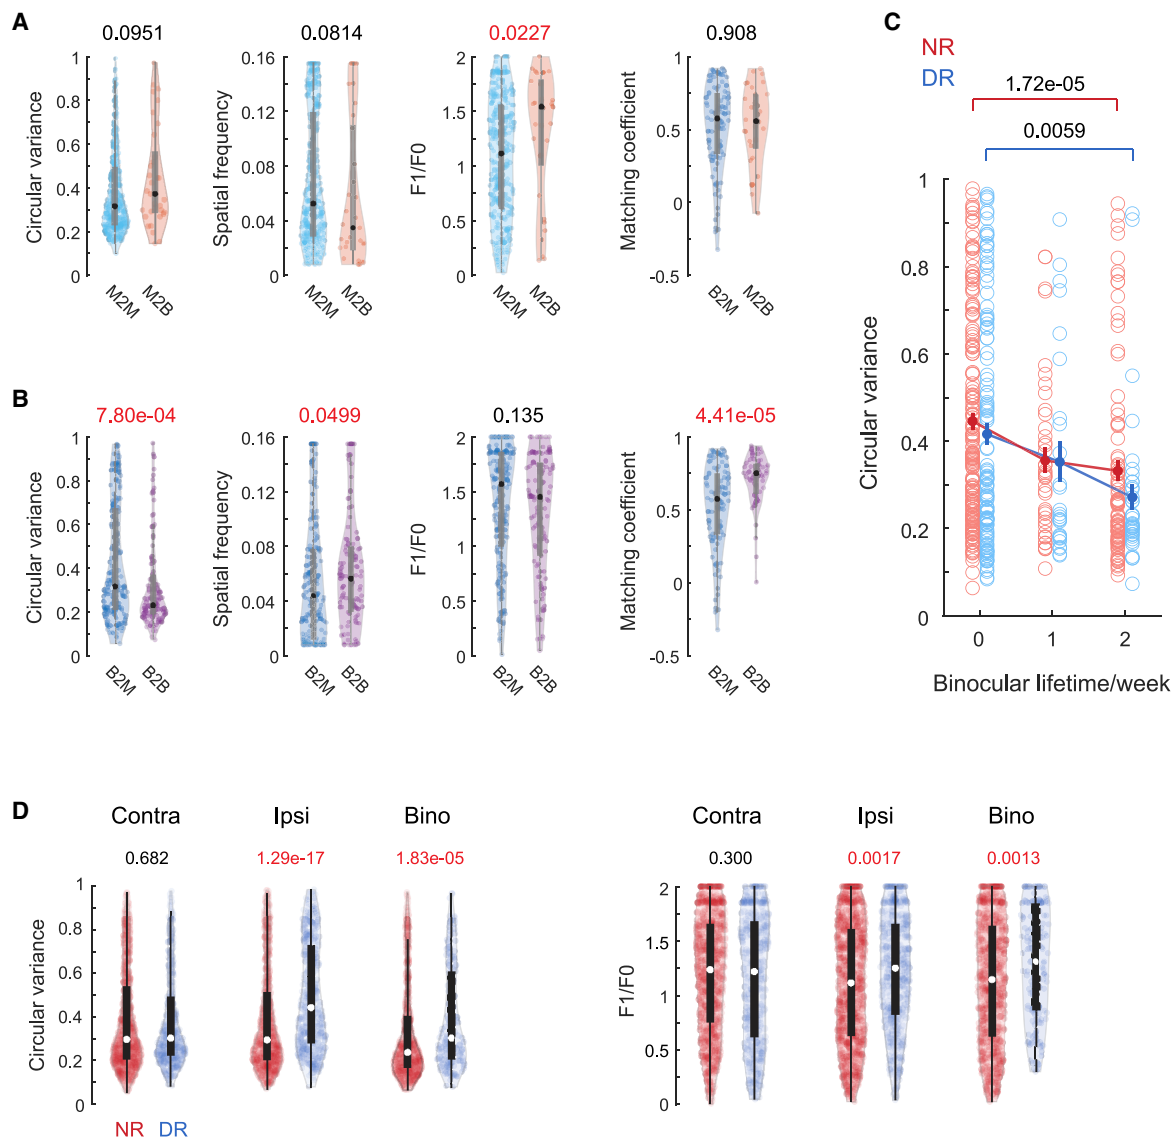 A
0.0951
0.0814
0.0227
0.908
Circular variance
1
0.8
0.6
0.4
0.2
0
M2M
M2B
Spatial frequency
0.16
0.12
0.08
0.04
0
M2M
M2B
F1/F0
2
1.5
1
0.5
0
M2M
M2B
Matching coefficient
1
0.5
0
-0.5
B2M
M2B
B
7.80e-04
0.0499
0.135
4.41e-05
Circular variance
1
0.8
0.6
0.4
0.2
0
B2M
B2B
Spatial frequency
0.16
0.12
0.08
0.04
0
B2M
B2B
F1/F0
2
1.5
1
0.5
0
B2M
B2B
Matching coefficient
1
0.5
0
-0.5
B2M
B2B
C
NR
DR
1.72e-05
0.0059
Circular variance
1
0.8
0.6
0.4
0.2
0
0 1 2
Binocular lifetime/week
D
Contra Ipsi Bino
0.682 1.29e-17 1.83e-05
Circular variance
1
0.8
0.6
0.4
0.2
0
NR DR
Contra Ipsi Bino
0.300 0.0017 0.0013
F1/F0
2
1.5
1
0.5
0